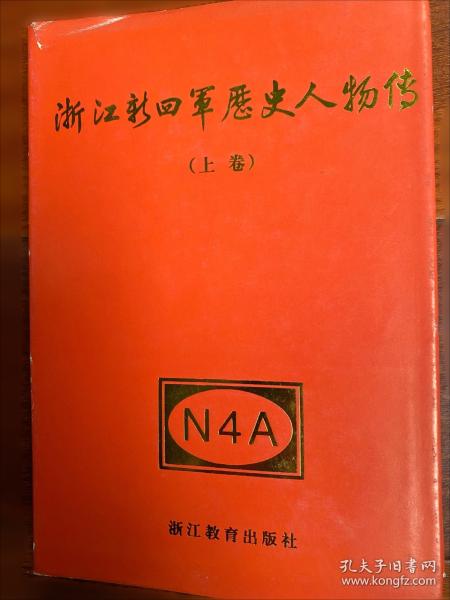 浙江新四軍歷史人物传
（上卷）
N4A
浙江教育出版社
孔夫子旧书网
www.kongfz.com